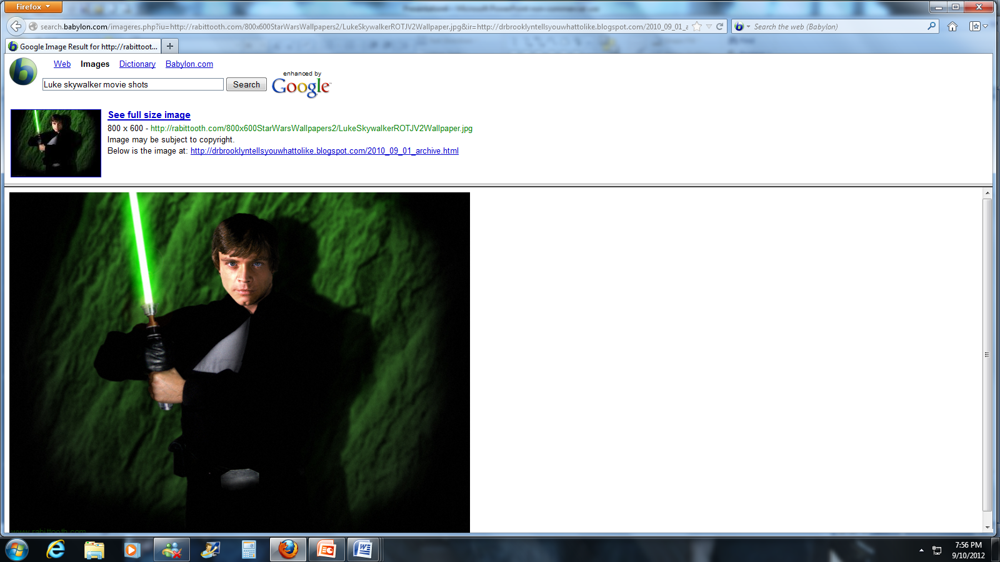 Firefox
search.babylon.com/imageres.php?iu=http://rabittooth.com/800x600StarWarsWallpapers2/LukeSkywalkerROTJV2Wallpaper.jpg&ir=http://drbrooklyntellsyouwhattolike.blogspot.com/2010_09_01_a
Search the web (Babylon)
Google Image Result for http://rabittoot...
Web Images Dictionary Babylon.com
enhanced by
Luke skywalker movie shots Search Google™
See full size image
800 x 600 - http://rabittooth.com/800x600StarWarsWallpapers2/LukeSkywalkerROTJV2Wallpaper.jpg
Image may be subject to copyright.
Below is the image at: http://drbrooklyntellsyouwhattolike.blogspot.com/2010_09_01_archive.html
www.rabittooth.com
7:56 PM
9/10/2012